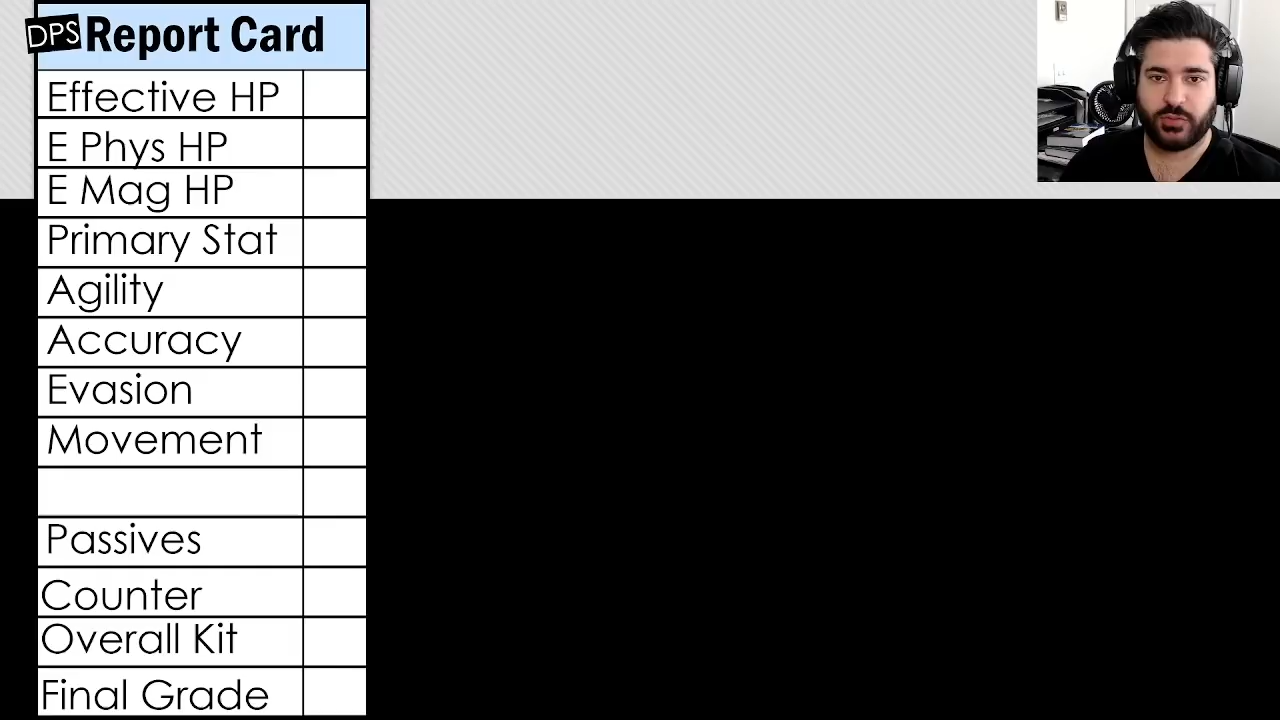 DPS Report Card
Effective HP
E Phys HP
E Mag HP
Primary Stat
Agility
Accuracy
Evasion
Movement
Passives
Counter
Overall Kit
Final Grade